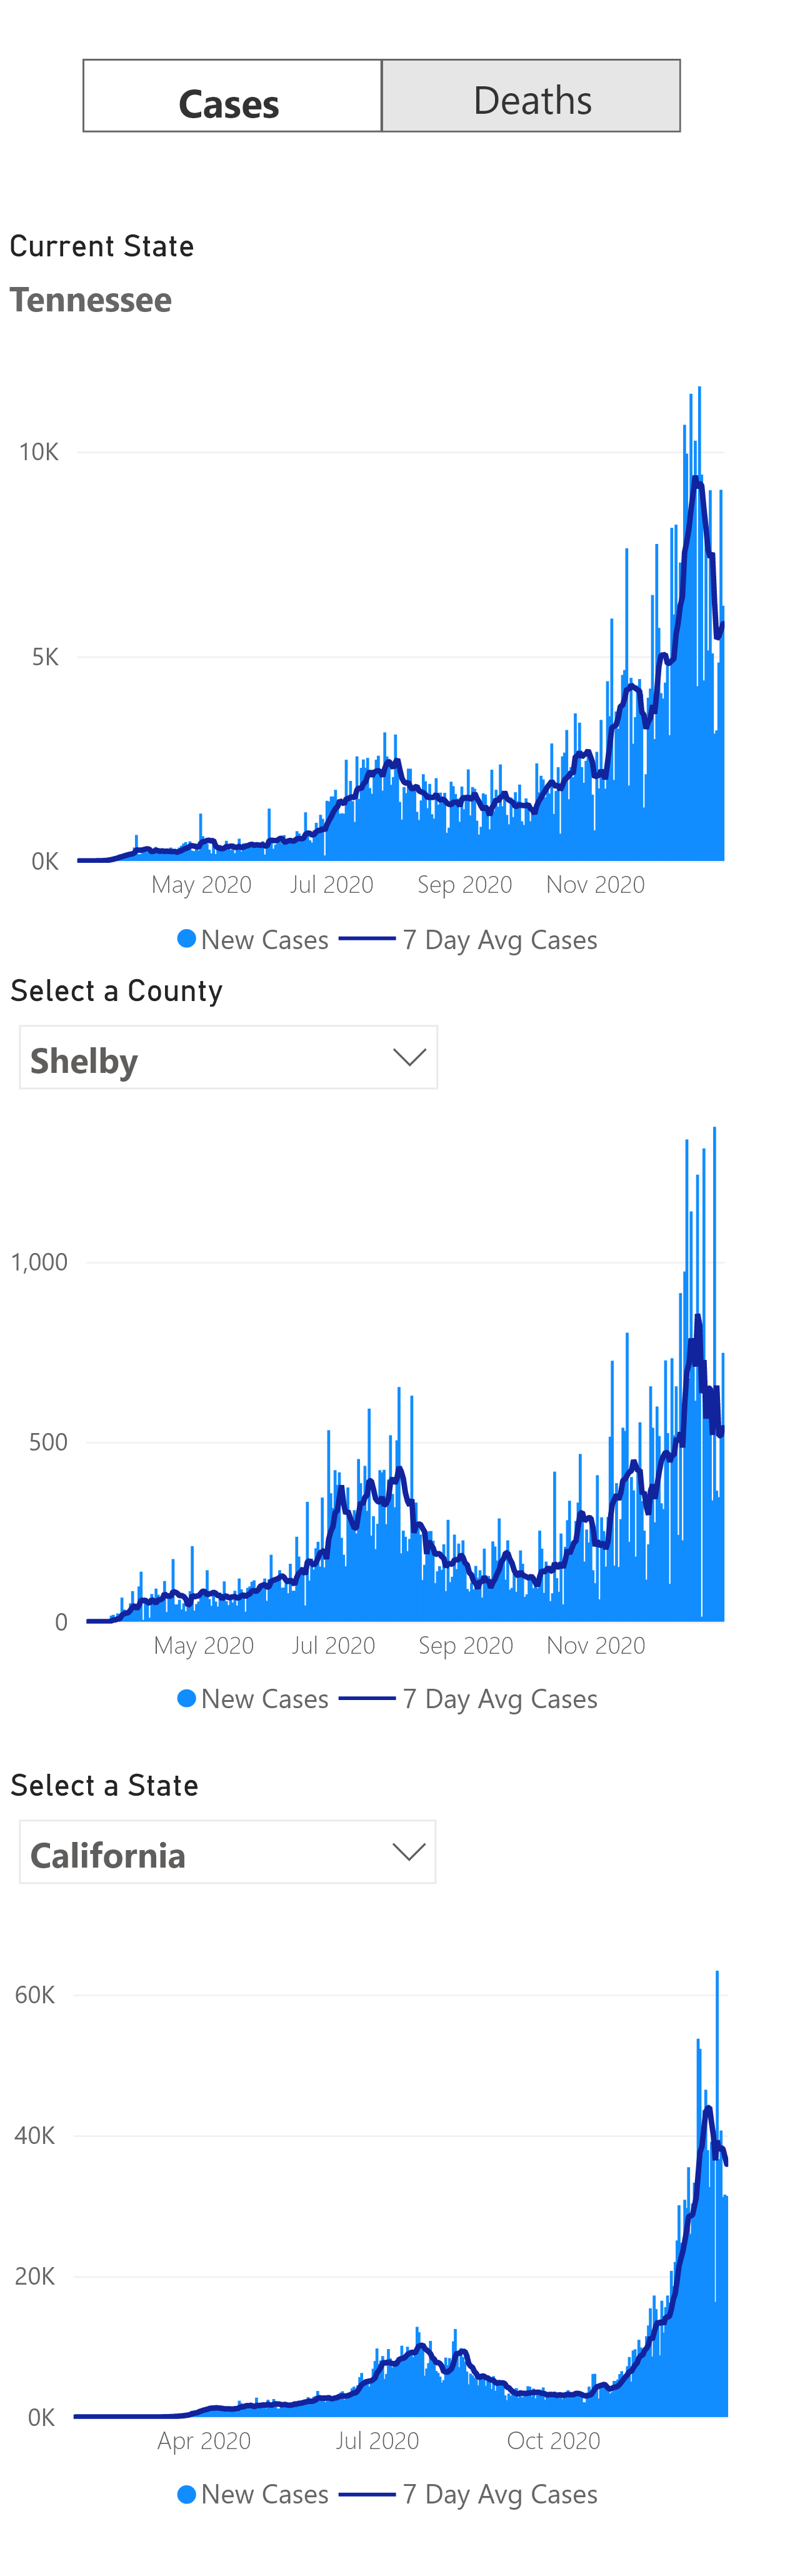 Cases Deaths
Current State
Tennessee
10K
5K
0K
May 2020 Jul 2020 Sep 2020 Nov 2020
New Cases 7 Day Avg Cases
Select a County
Shelby
1,000
500
0
May 2020 Jul 2020 Sep 2020 Nov 2020
New Cases 7 Day Avg Cases
Select a State
California
60K
40K
20K
0K
Apr 2020 Jul 2020 Oct 2020
New Cases 7 Day Avg Cases